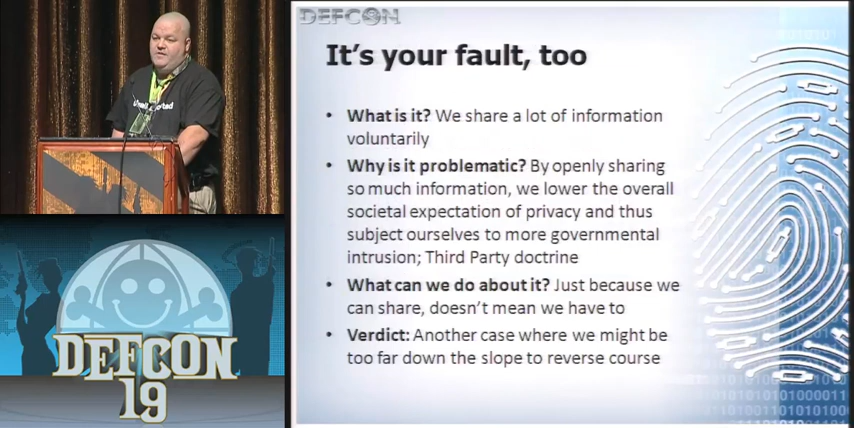 DEFCON
It's your fault, too
• What is it? We share a lot of information
voluntarily
• Why is it problematic? By openly sharing
so much information, we lower the overall
societal expectation of privacy and thus
subject ourselves to more governmental
intrusion; Third Party doctrine
• What can we do about it? Just because we
can share, doesn't mean we have to
• Verdict: Another case where we might be
too far down the slope to reverse course
DEFCON
19